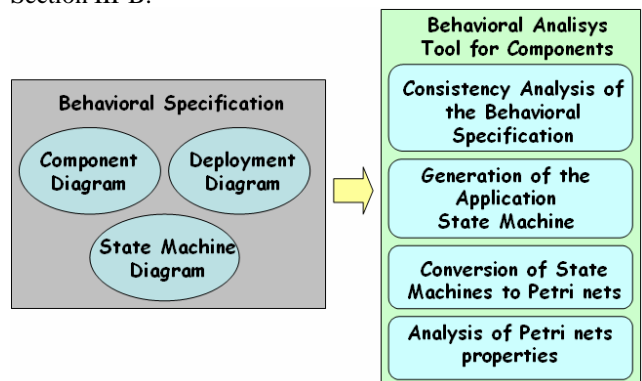 Section III-B.
Behavioral Specification
Component
Diagram
Deployment
Diagram
State Machine
Diagram
Behavioral Analisys
Tool for Components
Consistency Analysis of
the Behavioral
Specification
Generation of the
Application
State Machine
Conversion of State
Machines to Petri nets
Analysis of Petri nets
properties